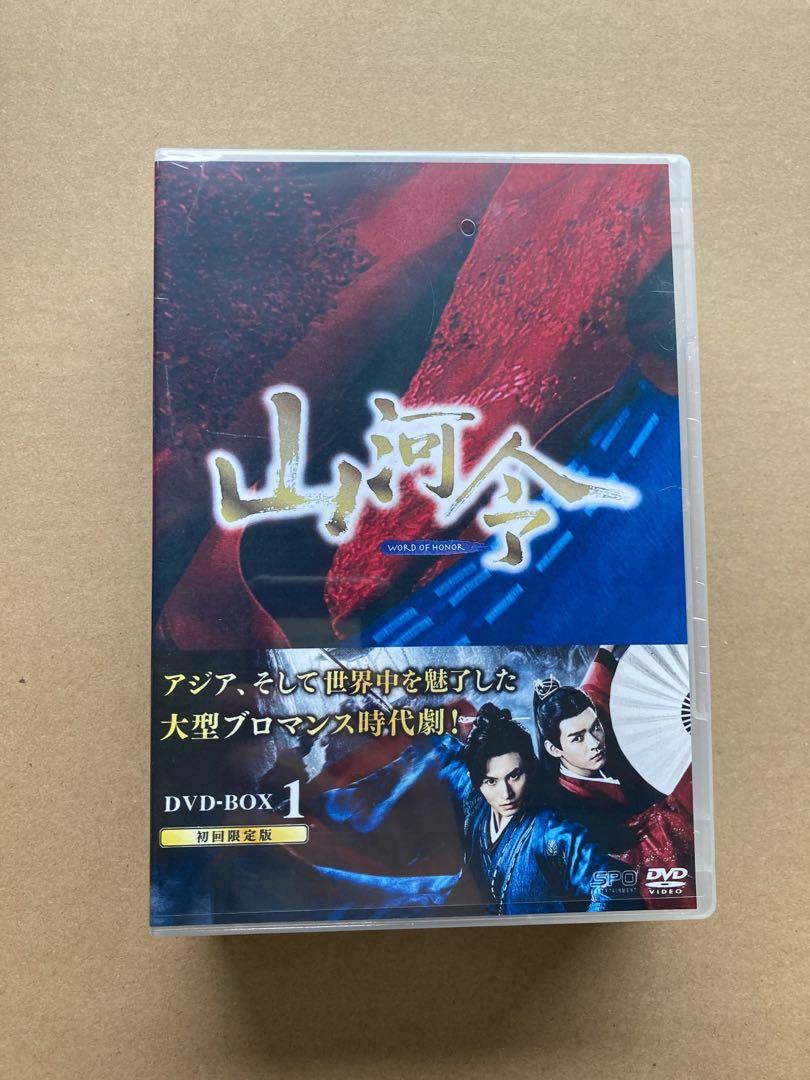 山河令
WORD OF HONOR
アジア、そして世界中を魅了した
大型ブロマンス時代劇!
DVD-BOX 1
初回限定版
SPO
ENTERTAINMENT
DVD
VIDEO